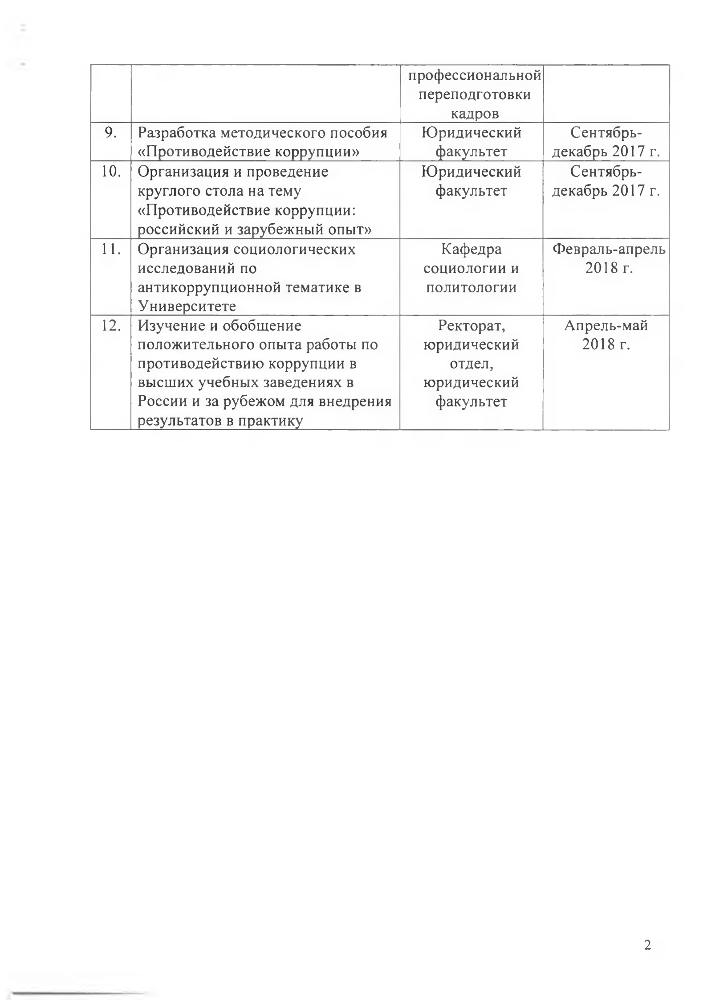 профессиональной
переподготовки
кадров
9. Разработка методического пособия Юридический Сентябрь-
«Противодействие коррупции» факультет декабрь 2017 г.
10. Организация и проведение Юридический Сентябрь-
круглого стола на тему факультет декабрь 2017 г.
«Противодействие коррупции:
российский и зарубежный опыт»
11. Организация социологических Кафедра Февраль-апрель
исследований по социологии и 2018 г.
антикоррупционной тематике в политологии
Университете
12. Изучение и обобщение Ректорат, Апрель-май
положительного опыта работы по юридический 2018 г.
противодействию коррупции в отдел,
высших учебных заведениях в юридический
России и за рубежом для внедрения факультет
результатов в практику
2